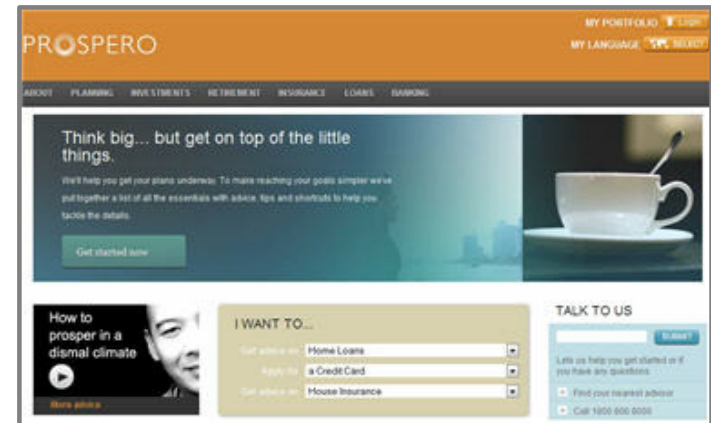 MY PORTFOLIO Login
PROSPERO
MY LANGUAGE SELECT
ABOUT PLANNING INVESTMENTS RETIREMENT INSURANCE LOANS BANKING
Think big... but get on top of the little
things.
We'll help you get your plans underway. To make reaching your goals simpler we've
put together a list of all the essentials with advice, tips and shortcuts to help you
tackle the details.
Get started now
How to
prosper in a
dismal climate
More advice
I WANT TO...
Get advice on Home Loans
Apply for a Credit Card
Get advice on House Insurance
TALK TO US
SUBMIT
Lets us help you get started or if
you have any questions
Find your nearest advisor
Call 1800 800 8000